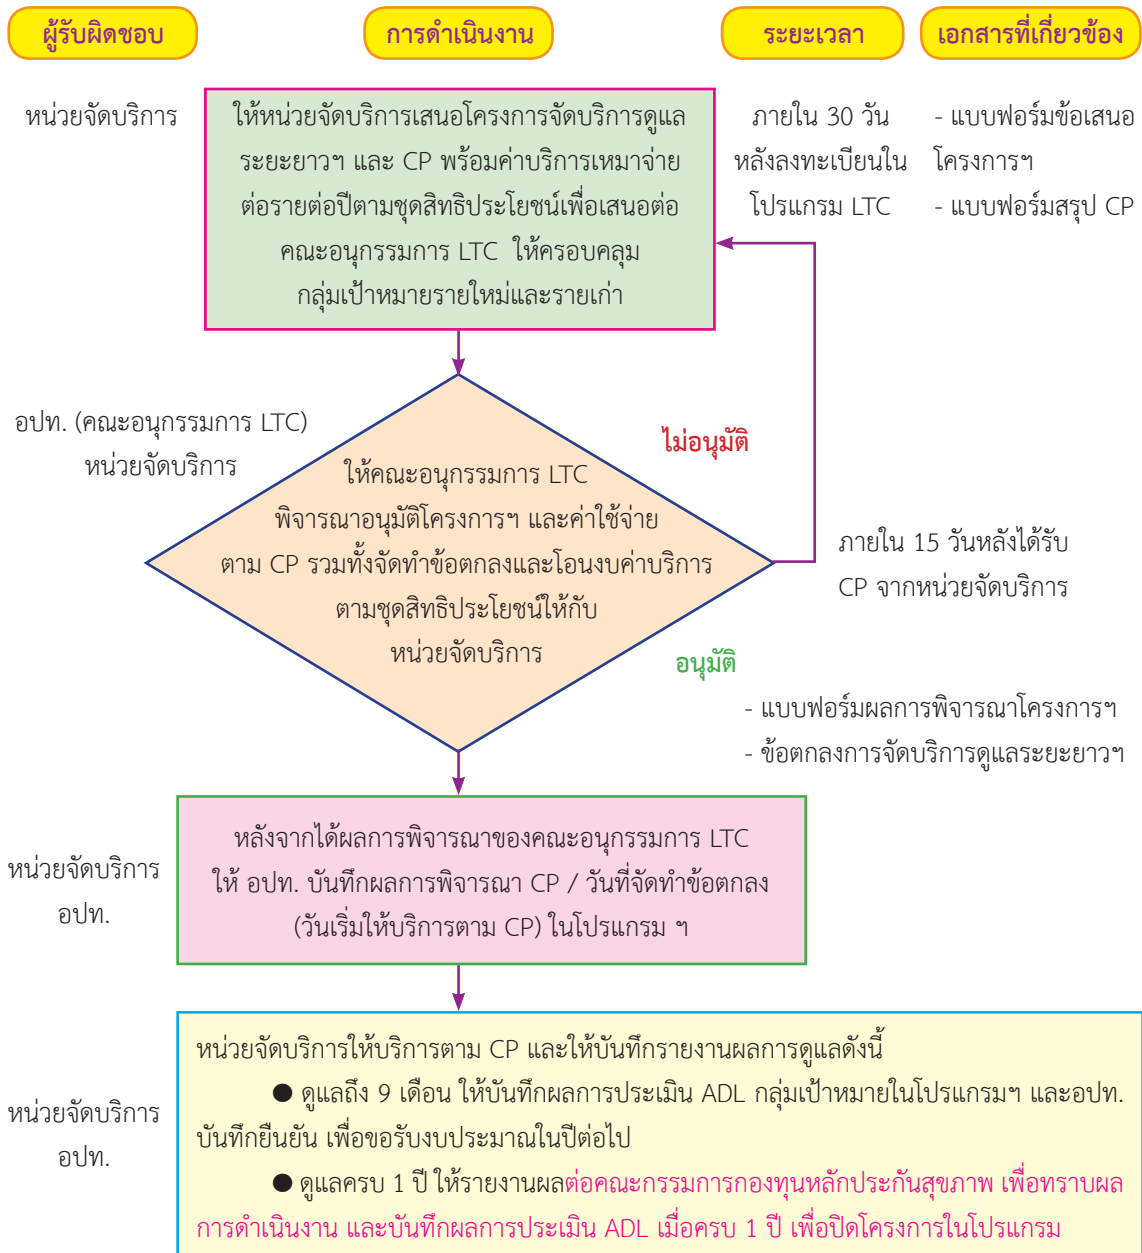 ผู้รับผิดชอบ
การดำเนินงาน
ระยะเวลา
เอกสารที่เกี่ยวข้อง
หน่วยจัดบริการ
ให้หน่วยจัดบริการเสนอโครงการจัดบริการดูแล
ระยะยาวฯ และ CP พร้อมค่าบริการเหมาจ่าย
ต่อรายต่อปีตามชุดสิทธิประโยชน์เพื่อเสนอต่อ
คณะอนุกรรมการ LTC ให้ครอบคลุม
กลุ่มเป้าหมายรายใหม่และรายเก่า
ภายใน 30 วัน
หลังลงทะเบียนใน
โปรแกรม LTC
- แบบฟอร์มข้อเสนอ
โครงการฯ
- แบบฟอร์มสรุป CP
อปท. (คณะอนุกรรมการ LTC)
หน่วยจัดบริการ
ให้คณะอนุกรรมการ LTC
พิจารณาอนุมัติโครงการฯ และค่าใช้จ่าย
ตาม CP รวมทั้งจัดทำข้อตกลงและโอนงบค่าบริการ
ตามชุดสิทธิประโยชน์ให้กับ
หน่วยจัดบริการ
ไม่อนุมัติ
ภายใน 15 วันหลังได้รับ
CP จากหน่วยจัดบริการ
อนุมัติ
- แบบฟอร์มผลการพิจารณาโครงการฯ
- ข้อตกลงการจัดบริการดูแลระยะยาวฯ
หน่วยจัดบริการ
อปท.
หลังจากได้ผลการพิจารณาของคณะอนุกรรมการ LTC
ให้ อปท. บันทึกผลการพิจารณา CP / วันที่จัดทำข้อตกลง
(วันเริ่มให้บริการตาม CP) ในโปรแกรม ฯ
หน่วยจัดบริการ
อปท.
หน่วยจัดบริการให้บริการตาม CP และให้บันทึกรายงานผลการดูแลดังนี้
● ดูแลถึง 9 เดือน ให้บันทึกผลการประเมิน ADL กลุ่มเป้าหมายในโปรแกรมฯ และอปท.
บันทึกยืนยัน เพื่อขอรับงบประมาณในปีต่อไป
● ดูแลครบ 1 ปี ให้รายงานผลต่อคณะกรรมการกองทุนหลักประกันสุขภาพ เพื่อทราบผล
การดำเนินงาน และบันทึกผลการประเมิน ADL เมื่อครบ 1 ปี เพื่อปิดโครงการในโปรแกรม